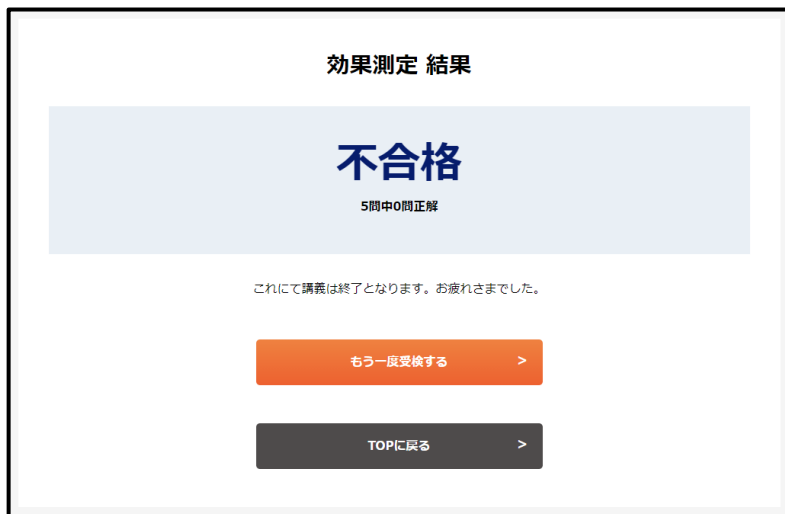 効果測定 結果
不合格
5問中0問正解
これにて講義は終了となります。お疲れさまでした。
もう一度受検する >
TOPに戻る >